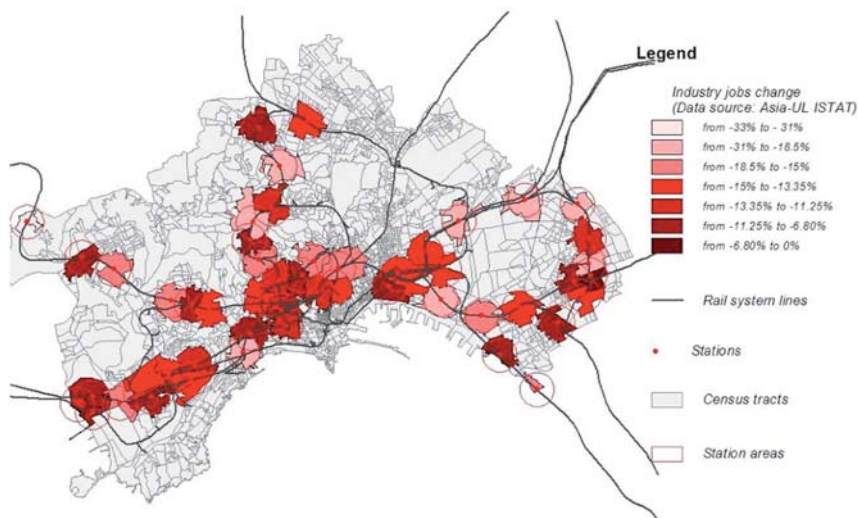 Legend
Industry jobs change
(Data source: Asia-UL ISTAT)
from -33% to - 31%
from -31% to -18.5%
from -18.5% to -15%
from -15% to -13.35%
from -13.35% to -11.25%
from -11.25% to -6.80%
from -6.80% to 0%
Rail system lines
Stations
Census tracts
Station areas